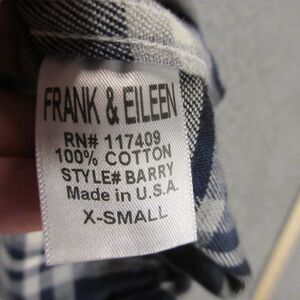 FRANK & EILEEN
RN# 117409
100% COTTON
STYLE# BARRY
Made in U.S.A.
X-SMALL